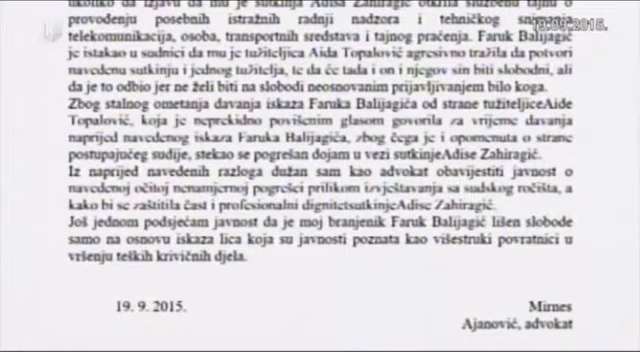 ukoliko da izjavu da mu je sutkinja Adisa Zahiragić otkrila službenu tajnu o
provođenju posebnih istražnih radnji nadzora i tehničkog
telekomunikacija, osoba, transportnih sredstava i tajnog praćenja. Faruk Balijagić
19.09.2015.
je istakao u sudnici da mu je tužiteljica Aida Topalović agresivno tražila da potvori
navedenu sutkinju i jednog tužitelja, te da će tada i on i njegov sin biti slobodni, ali
da je to odbio jer ne želi biti na slobodi neosnovanim prijavljivanjem bilo koga.
Zbog stalnog ometanja davanja iskaza Faruka Balijagića od strane tužiteljiceAide
Topalović, koja je neprekidno povišenim glasom govorila za vrijeme davanja
naprijed navedenog iskaza Faruka Balijagića, zbog čega je i opomenuta o strane
postupajućeg sudije, stekao se pogrešan dojam u vezi sutkinjeAdise Zahiragić.
Iz naprijed navedenih razloga dužan sam kao advokat obavijestiti javnost o
navedenoj očitoj nenamjernoj pogrešci prilikom izvještavanja sa sudskog ročišta, a
kako bi se zaštitila čast i profesionalni dignitetsutkinjeAdise Zahiragić.
Još jednom podsjećam javnost da je moj branjenik Faruk Balijagić lišen slobode
samo na osnovu iskaza lica koja su javnosti poznata kao višestruki povratnici u
vršenju teških krivičnih djela.
19. 9. 2015.
Mirnes
Ajanović, advokat